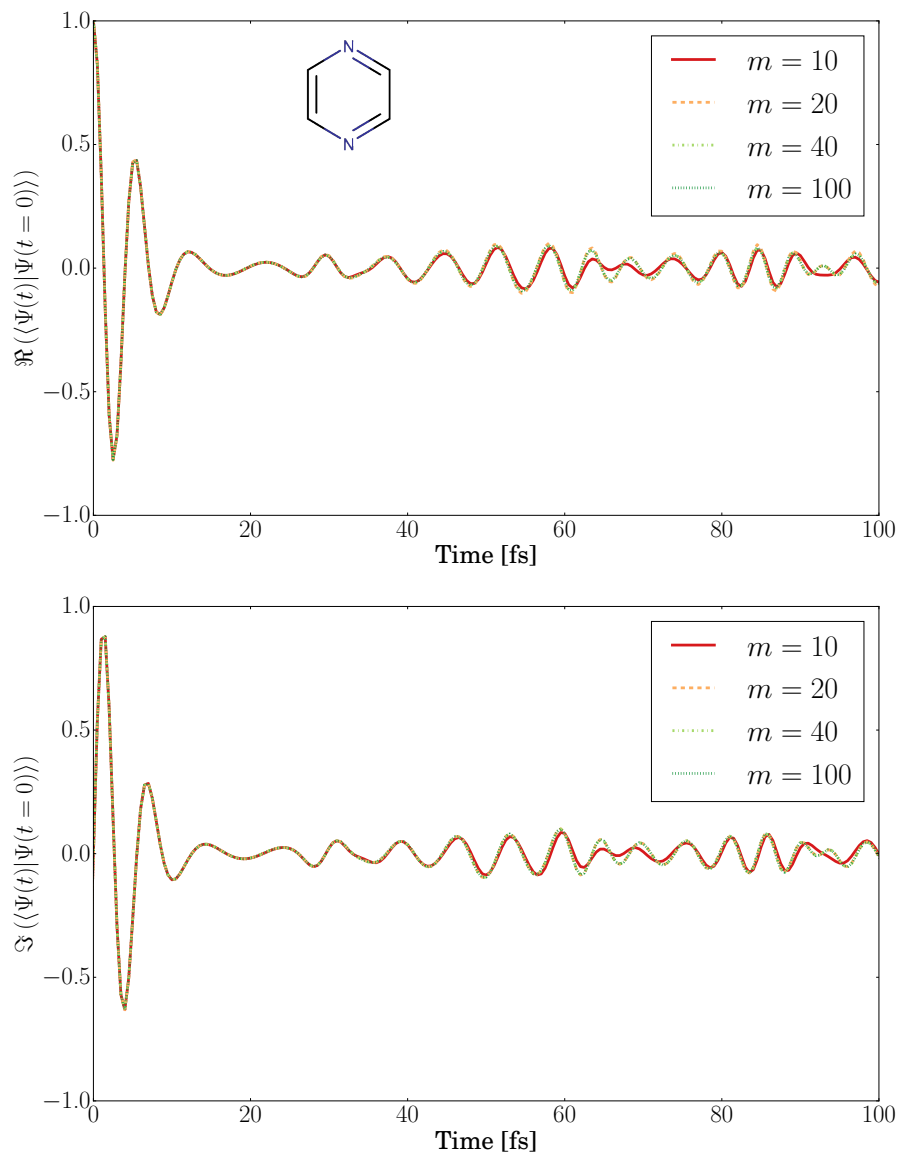 1.0
0.5
0.0
−0.5
−1.0
ℜ (⟨Ψ(t)|Ψ(t = 0)⟩)
N
N
m = 10
m = 20
m = 40
m = 100
0 20 40 60 80 100
Time [fs]
1.0
0.5
0.0
−0.5
−1.0
ℑ (⟨Ψ(t)|Ψ(t = 0)⟩)
m = 10
m = 20
m = 40
m = 100
0 20 40 60 80 100
Time [fs]